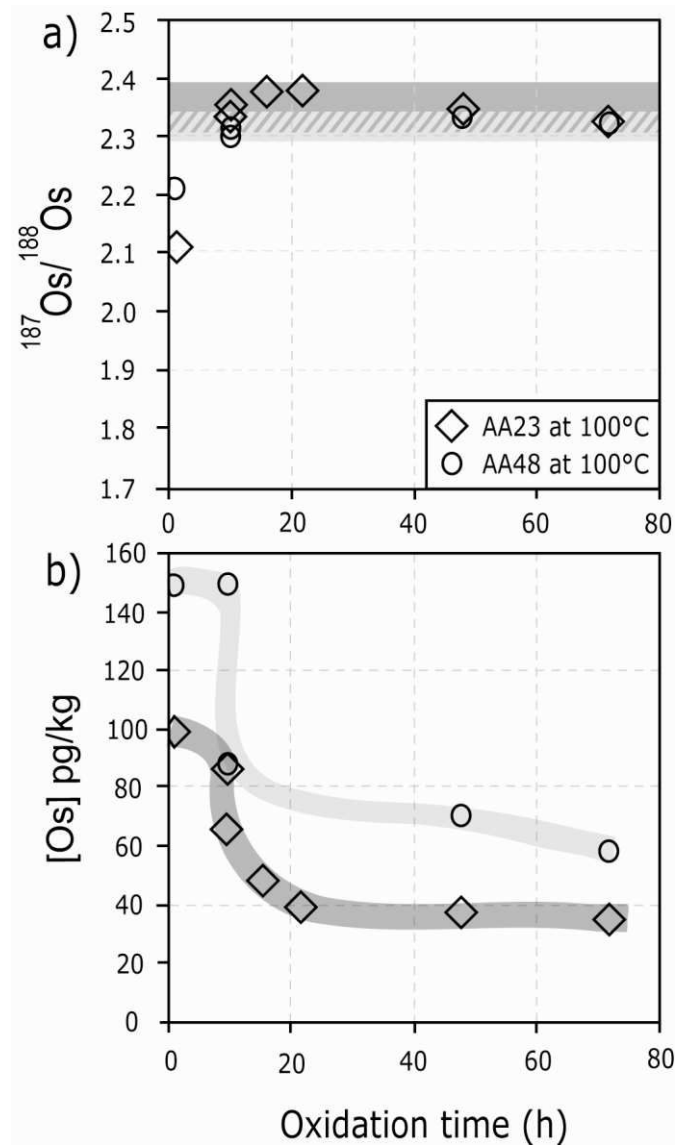 a)
2.5
2.4
2.3
2.2
2.1
2.0
1.9
1.8
1.7
187Os/ 188Os
AA23 at 100°C
AA48 at 100°C
0 20 40 60 80
b)
160
140
120
100
80
60
40
20
0
[Os] pg/kg
0 20 40 60 80
Oxidation time (h)